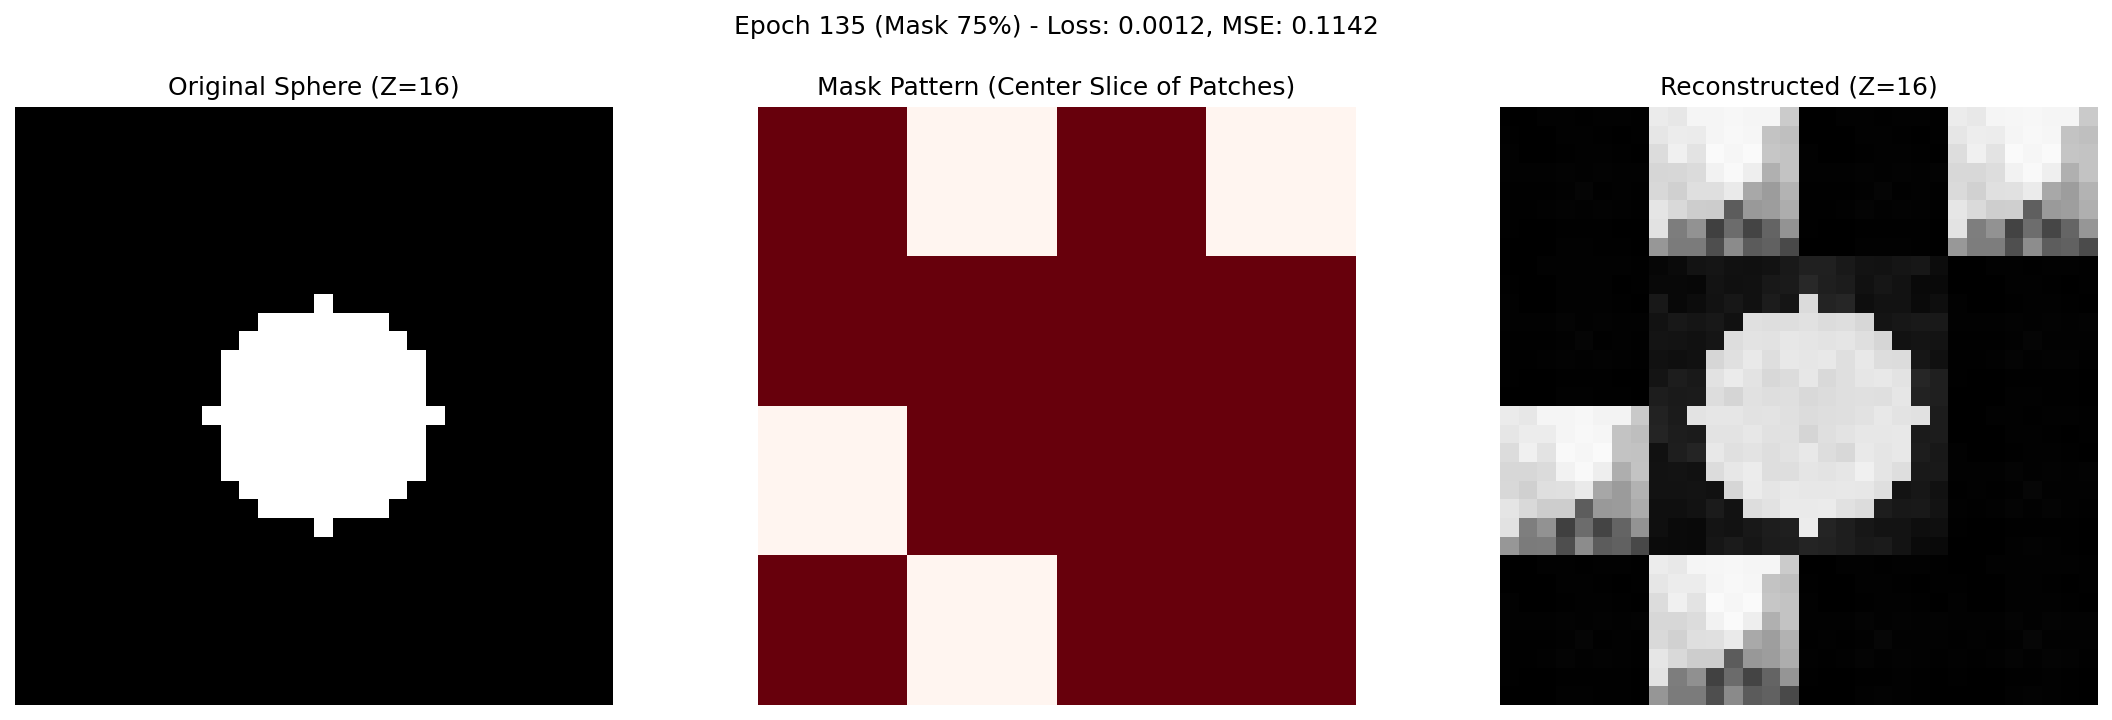 Epoch 135 (Mask 75%) - Loss: 0.0012, MSE: 0.1142
Original Sphere (Z=16)
Mask Pattern (Center Slice of Patches)
Reconstructed (Z=16)